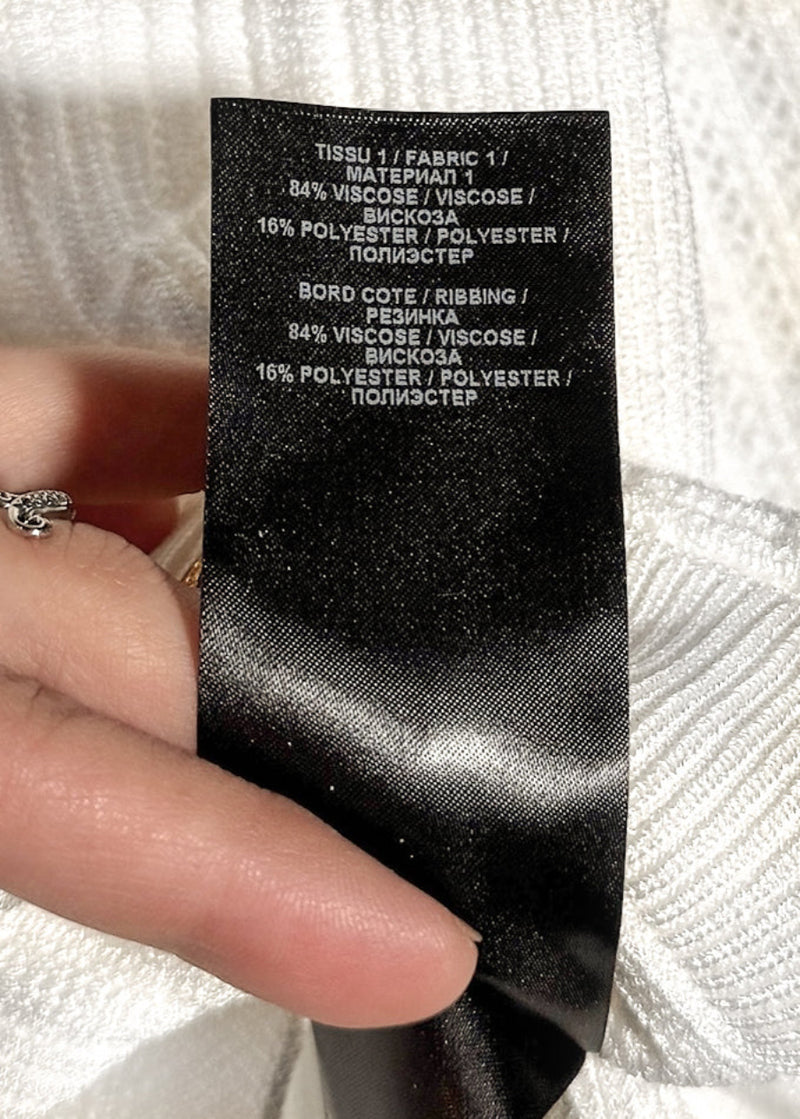 TISSU 1 / FABRIC 1 /
МАТЕРИАЛ 1
84% VISCOSE / VISCOSE /
ВИСКОЗА
16% POLYESTER / POLYESTER /
ПОЛИЭСТЕР
BORD COTE / RIBBING /
РЕЗИНКА
84% VISCOSE / VISCOSE /
ВИСКОЗА
16% POLYESTER / POLYESTER /
ПОЛИЭСТЕР